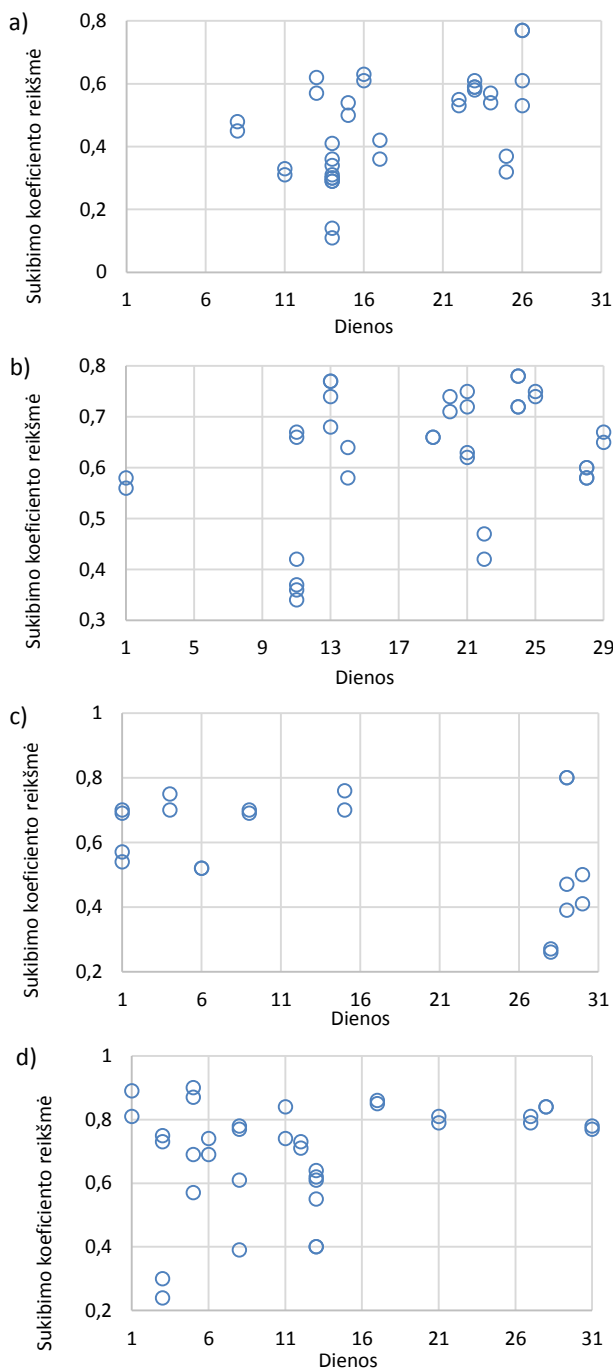 a)
Sukibimo koeficiento reikšmė
0,8
0,6
0,4
0,2
0
1 6 11 16 21 26 31
Dienos
b)
Sukibimo koeficiento reikšmė
0,8
0,7
0,6
0,5
0,4
0,3
1 5 9 13 17 21 25 29
Dienos
c)
Sukibimo koeficiento reikšmė
1
0,8
0,6
0,4
0,2
1 6 11 16 21 26 31
Dienos
d)
Sukibimo koeficiento reikšmė
1
0,8
0,6
0,4
0,2
1 6 11 16 21 26 31
Dienos